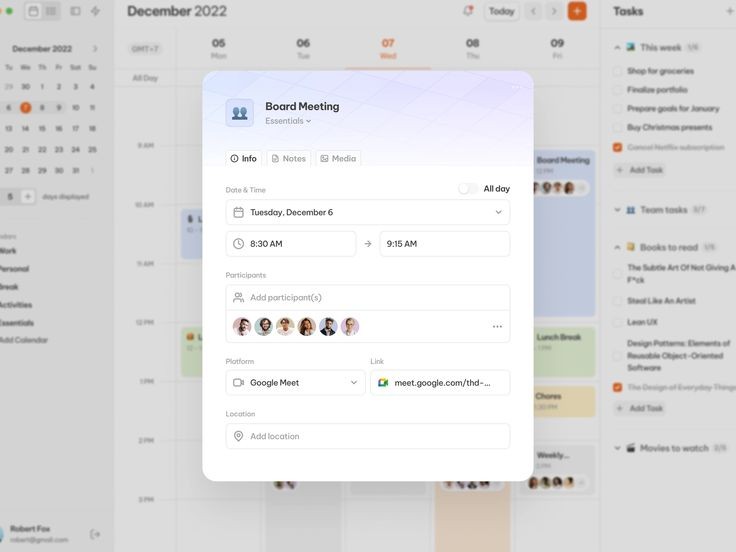 December 2022
Today
Tasks
December 2022
GMT+7
05
Mon
06
Tue
07
Wed
08
Thu
09
Fri
Tu We Th Fr Sa Su
29 30 1 2 3 4
6 7 8 9 10 11
13 14 15 16 17 18
20 21 22 23 24 25
27 28 29 30 31 1
5 + days displayed
All Day
9 AM
10 AM
11 AM
12 PM
1 PM
2 PM
3 PM
Board Meeting
Essentials
Info
Notes
Media
Date & Time
All day
Tuesday, December 6
8:30 AM
9:15 AM
Participants
Add participant(s)
Platform
Link
Google Meet
meet.google.com/thd-...
Location
Add location
Board Meeting
12 PM
Lunch Break
1 PM
Chores
1:30 PM
Weekly...
3 PM
This week 1/5
Shop for groceries
Finalize portfolio
Prepare goals for January
Buy Christmas presents
Cancel Netflix subscription
+ Add Task
Team tasks
Books to read 1/5
The Subtle Art Of Not Giving A
F*ck
Steal Like An Artist
Lean UX
Design Patterns: Elements of
Reusable Object-Oriented
Software
The Design of Everyday Things
+ Add Task
Movies to watch
Work
Personal
Break
Activities
Essentials
Add Calendar
Robert Fox
robert@gmail.com